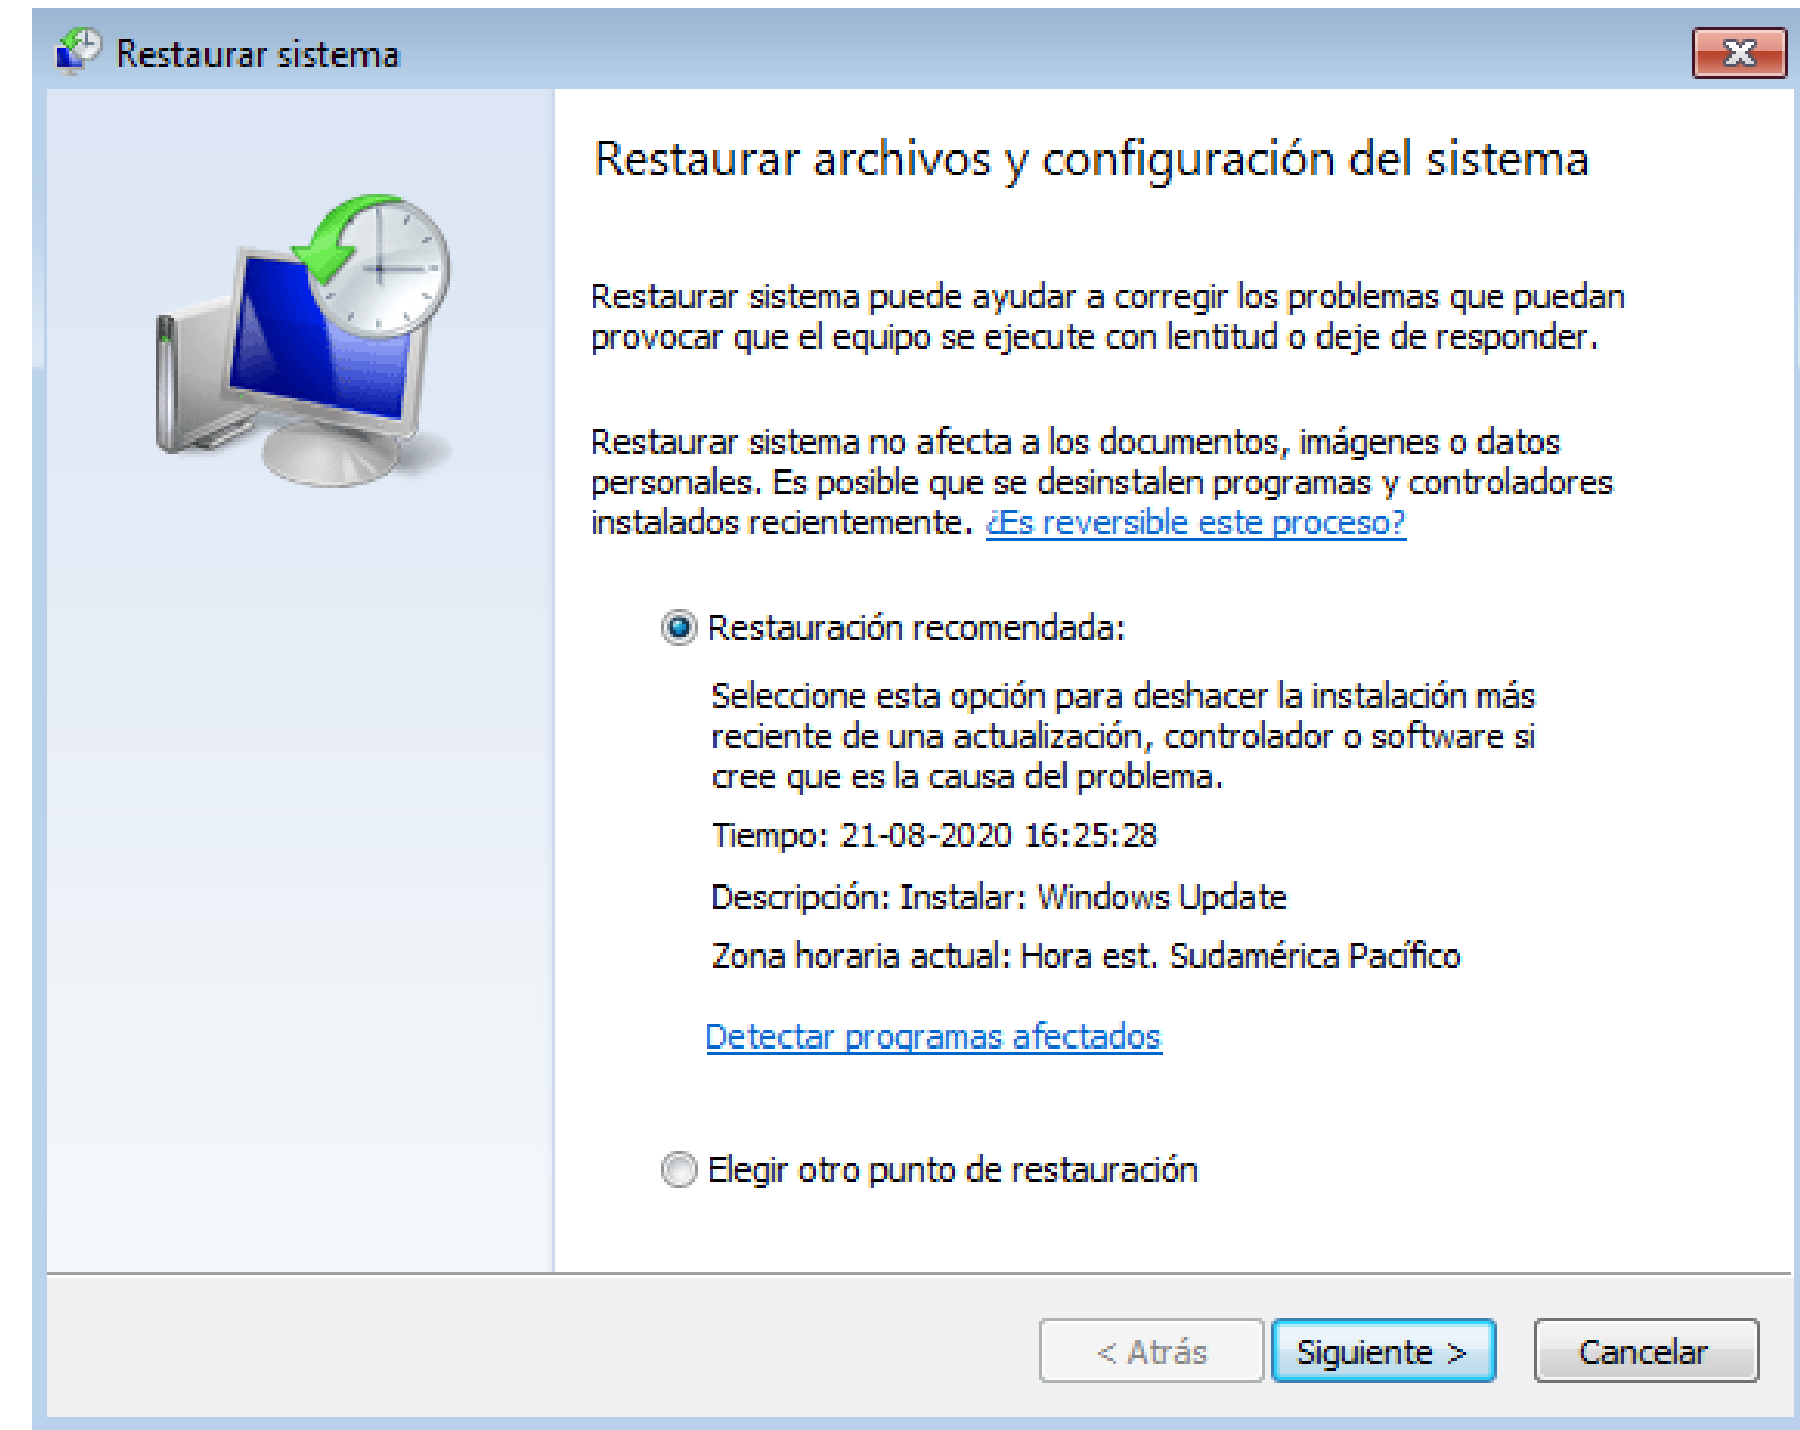 Restaurar sistema
Restaurar archivos y configuración del sistema
Restaurar sistema puede ayudar a corregir los problemas que puedan
provocar que el equipo se ejecute con lentitud o deje de responder.
Restaurar sistema no afecta a los documentos, imágenes o datos
personales. Es posible que se desinstalen programas y controladores
instalados recientemente. ¿Es reversible este proceso?
Restauración recomendada:
Seleccione esta opción para deshacer la instalación más
reciente de una actualización, controlador o software si
cree que es la causa del problema.
Tiempo: 21-08-2020 16:25:28
Descripción: Instalar: Windows Update
Zona horaria actual: Hora est. Sudamérica Pacífico
Detectar programas afectados
Elegir otro punto de restauración
< Atrás Siguiente > Cancelar